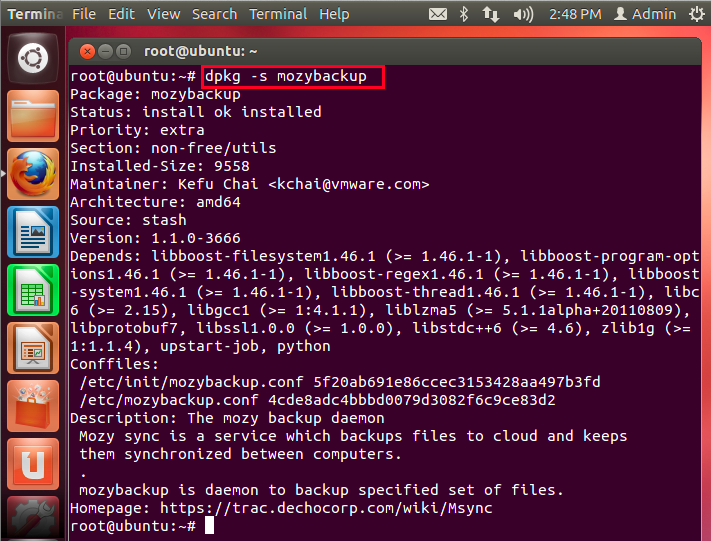 Termina Terminal Edit View Search Terminal Help 2:48 PM Admin
root@ubuntu: ~
root@ubuntu:~# dpkg -s mozybackup
Package: mozybackup
Status: install ok installed
Priority: extra
Section: non-free/utils
Installed-Size: 9558
Maintainer: Kefu Chai <kchai@vmware.com>
Architecture: amd64
Source: stash
Version: 1.1.0-3666
Depends: libboost-filesystem1.46.1 (>= 1.46.1-1), libboost-program-opt
ions1.46.1 (>= 1.46.1-1), libboost-regex1.46.1 (>= 1.46.1-1), libboost
-system1.46.1 (>= 1.46.1-1), libboost-thread1.46.1 (>= 1.46.1-1), libc
6 (>= 2.15), libgcc1 (>= 1:4.1.1), liblzma5 (>= 5.1.1alpha+20110809),
libprotobuf7, libssl1.0.0 (>= 1.0.0), libstdc++6 (>= 4.6), zlib1g (>=
1:1.1.4), upstart-job, python
Conffiles:
/etc/init/mozybackup.conf 5f20ab691e86ccec3153428aa497b3fd
/etc/mozybackup.conf 4cde8adc4bbbd0079d3082f6c9ce83d2
Description: The mozy backup daemon
Mozy sync is a service which backups files to cloud and keeps
them synchronized between computers.
.
mozybackup is daemon to backup specified set of files.
Homepage: https://trac.dechocorp.com/wiki/Msync
root@ubuntu:~#